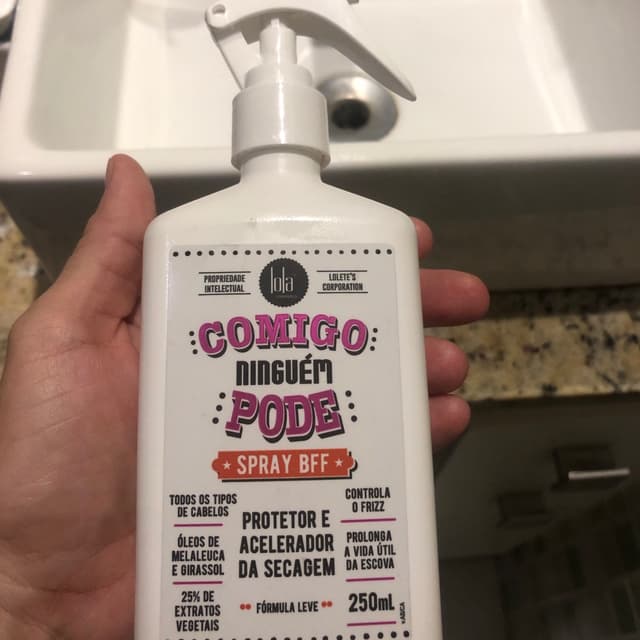 PROPRIEDADE
INTELECTUAL
lola
LOLETE'S
CORPORATION
COMIGO
NINGUÉM
PODE
SPRAY BFF
TODOS OS TIPOS
DE CABELOS
ÓLEOS DE
MELALEUCA
E GIRASSOL
25% DE
EXTRATOS
VEGETAIS
PROTETOR E
ACELERADOR
DA SECAGEM
FÓRMULA LEVE
CONTROLA
O FRIZZ
PROLONGA
A VIDA ÚTIL
DA ESCOVA
250mL